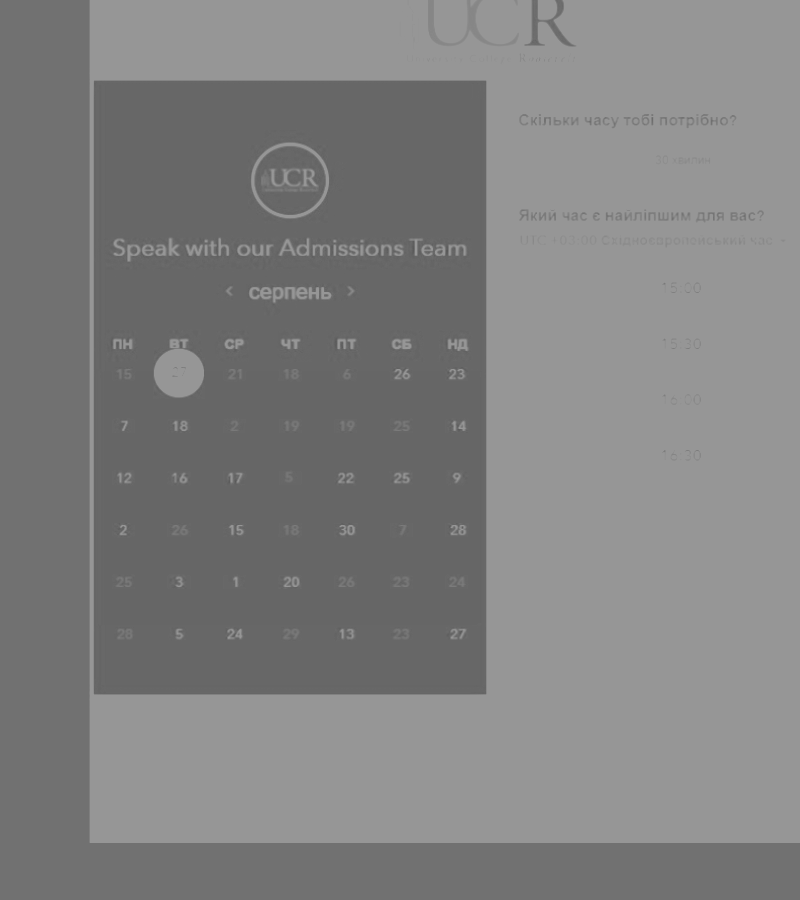 UCR
Speak with our Admissions Team
серпень
ПН ВТ СР ЧТ ПТ СБ НД
15 27 21 18 6 26 23
7 18 2 19 19 25 14
12 16 17 5 22 25 9
2 26 15 18 30 7 28
25 3 1 20 26 23 24
28 5 24 29 13 23 27
UCR
Скільки часу тобі потрібно?
30 хвилин
Який час є найліпшим для вас?
UTC +03:00 Східноєвропейський час
15:00
15:30
16:00
16:30